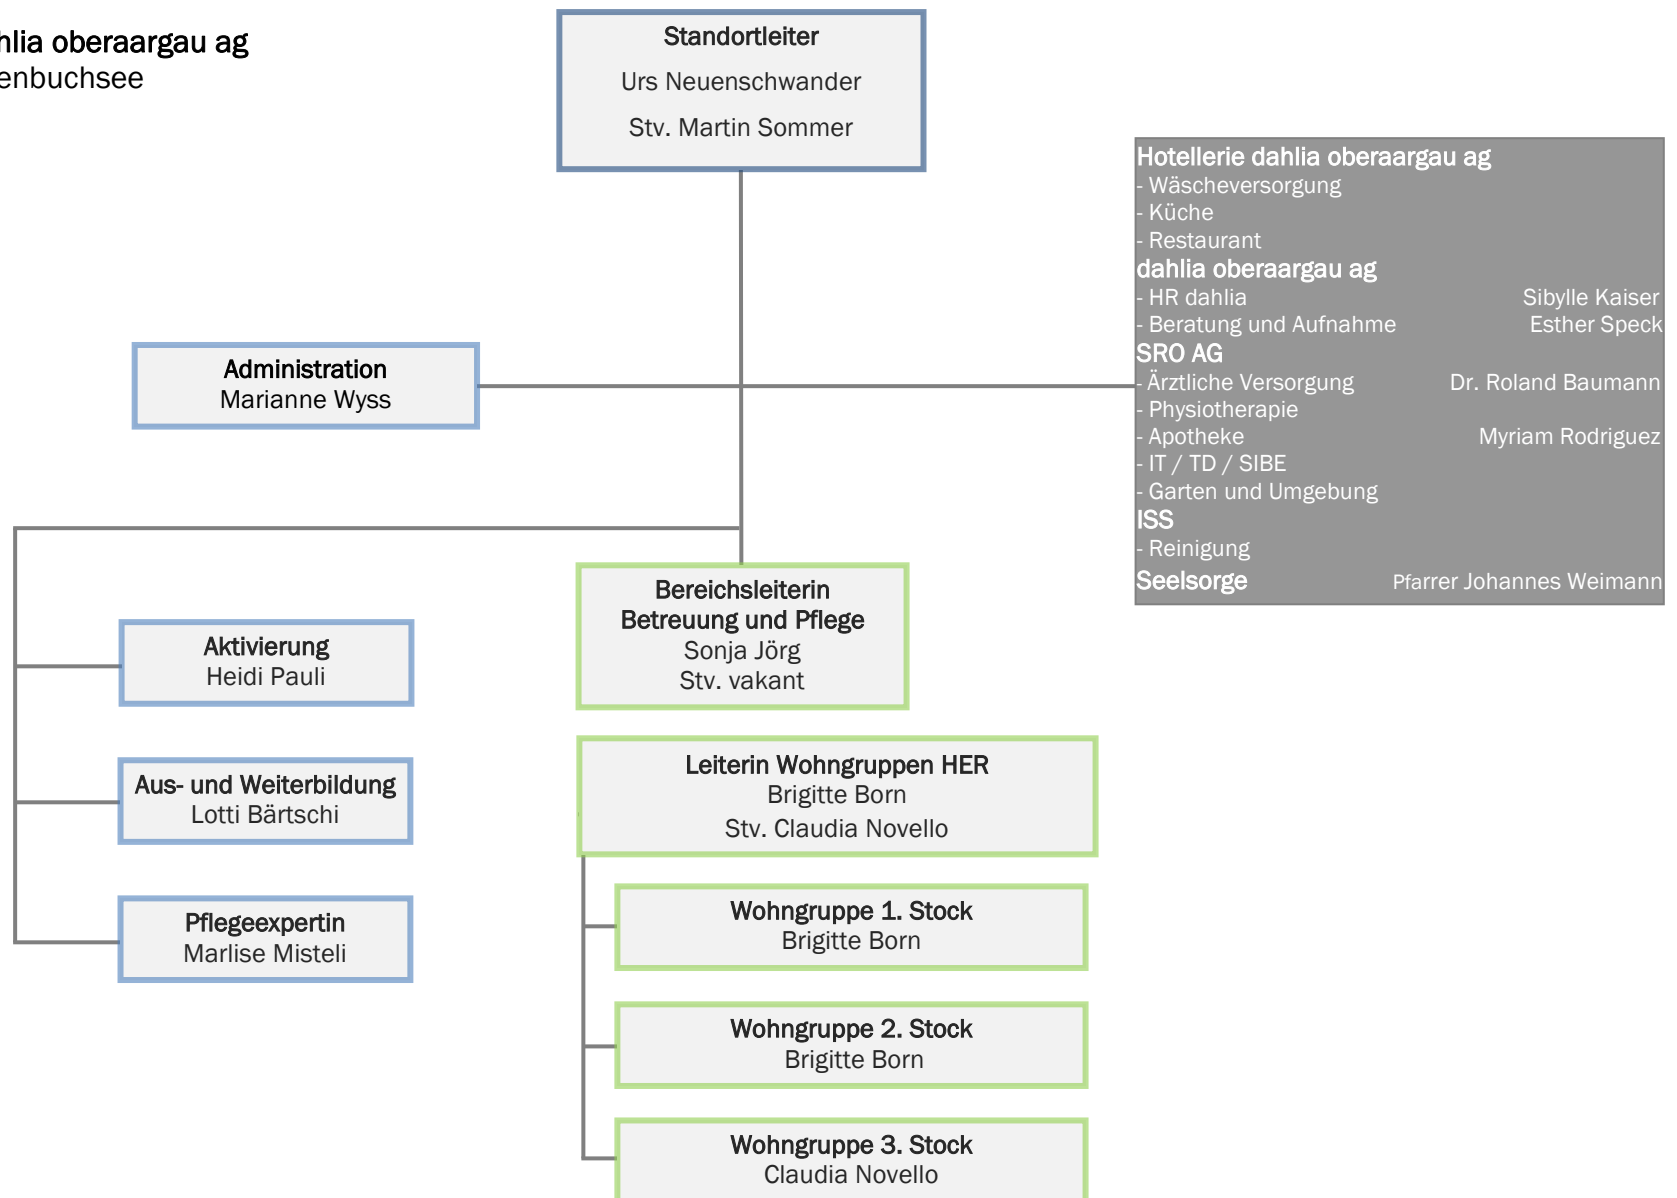 hlia oberaargau ag
enbuchsee
Standortleiter
Urs Neuenschwander
Stv. Martin Sommer
Hotellerie dahlia oberaargau ag
- Wäscheversorgung
- Küche
- Restaurant
dahlia oberaargau ag
- HR dahlia Sibylle Kaiser
- Beratung und Aufnahme Esther Speck
SRO AG
- Ärztliche Versorgung Dr. Roland Baumann
- Physiotherapie
- Apotheke Myriam Rodriguez
- IT / TD / SIBE
- Garten und Umgebung
ISS
- Reinigung
Seelsorge Pfarrer Johannes Weimann
Administration
Marianne Wyss
Bereichsleiterin
Betreuung und Pflege
Sonja Jörg
Stv. vakant
Aktivierung
Heidi Pauli
Aus- und Weiterbildung
Lotti Bärtschi
Pflegeexpertin
Marlise Misteli
Leiterin Wohngruppen HER
Brigitte Born
Stv. Claudia Novello
Wohngruppe 1. Stock
Brigitte Born
Wohngruppe 2. Stock
Brigitte Born
Wohngruppe 3. Stock
Claudia Novello